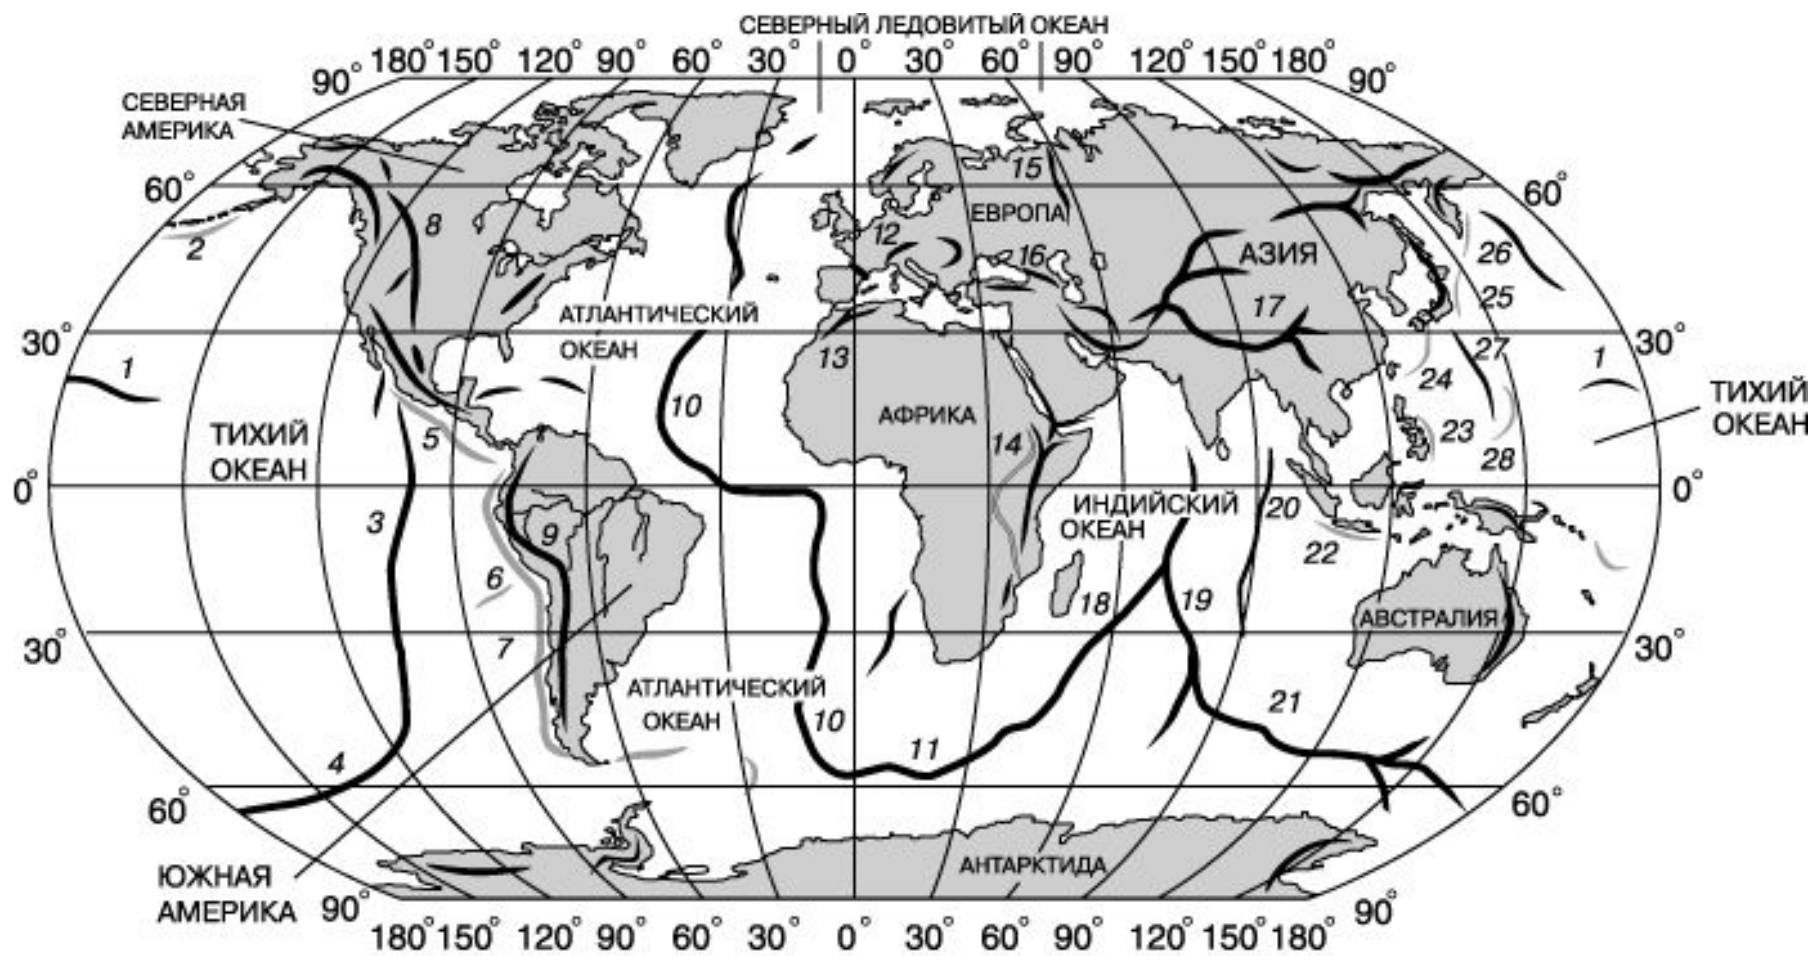 СЕВЕРНЫЙ ЛЕДОВИТЫЙ ОКЕАН
180° 150° 120° 90° 60° 30° 0° 30° 60° 90° 120° 150° 180°
90° 90°
СЕВЕРНАЯ
АМЕРИКА
15
60° 60°
ЕВРОПА
8 12
2 16 АЗИЯ 26
25
17
АТЛАНТИЧЕСКИЙ
ОКЕАН
30° 30°
13 27
1 1
24
ТИХИЙ
ОКЕАН
10 АФРИКА
ТИХИЙ
ОКЕАН
5 14 23
28
0° 0°
ИНДИЙСКИЙ
ОКЕАН
20
3 9
22
6
18 19
АВСТРАЛИЯ
30° 30°
7
АТЛАНТИЧЕСКИЙ
ОКЕАН
10 21
11
4
60° 60°
АНТАРКТИДА
ЮЖНАЯ
АМЕРИКА
90° 90°
180° 150° 120° 90° 60° 30° 0° 30° 60° 90° 120° 150° 180°